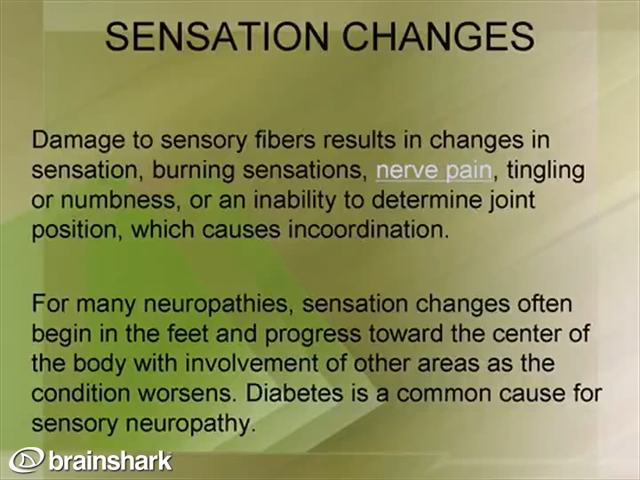 SENSATION CHANGES
Damage to sensory fibers results in changes in
sensation, burning sensations, nerve pain, tingling
or numbness, or an inability to determine joint
position, which causes incoordination.
For many neuropathies, sensation changes often
begin in the feet and progress toward the center of
the body with involvement of other areas as the
condition worsens. Diabetes is a common cause for
sensory neuropathy.
brainshark